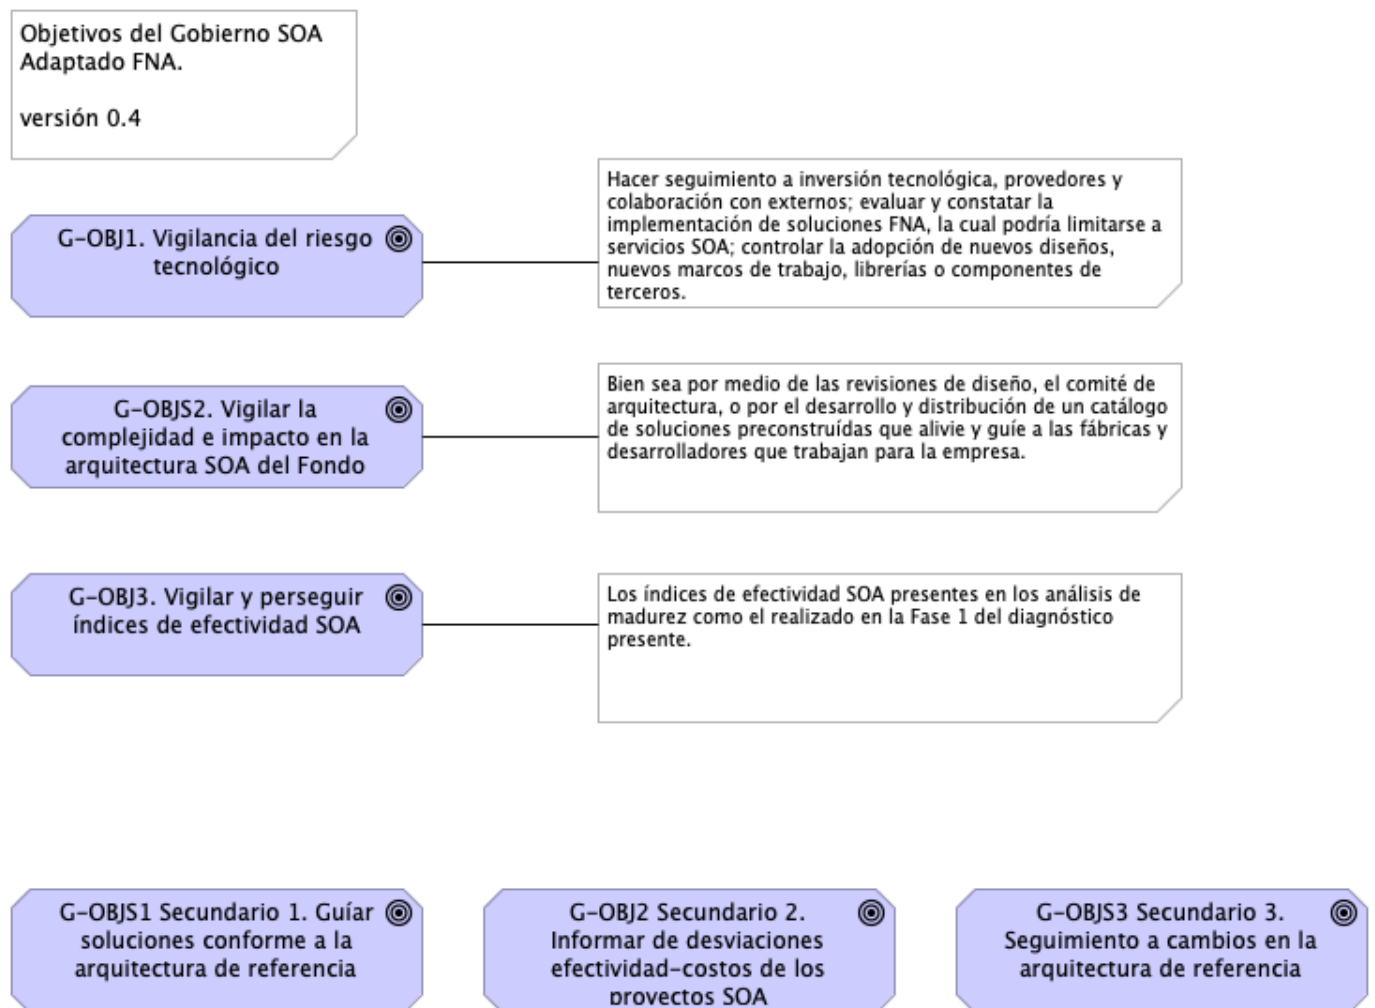 Objetivos del Gobierno SOA
Adaptado FNA.
versión 0.4
G-OBJ1. Vigilancia del riesgo
tecnológico
Hacer seguimiento a inversión tecnológica, provedores y
colaboración con externos; evaluar y constatar la
implementación de soluciones FNA, la cual podría limitarse a
servicios SOA; controlar la adopción de nuevos diseños,
nuevos marcos de trabajo, librerías o componentes de
terceros.
G-OBJS2. Vigilar la
complejidad e impacto en la
arquitectura SOA del Fondo
Bien sea por medio de las revisiones de diseño, el comité de
arquitectura, o por el desarrollo y distribución de un catálogo
de soluciones preconstruídas que alivie y guíe a las fábricas y
desarrolladores que trabajan para la empresa.
G-OBJ3. Vigilar y perseguir
índices de efectividad SOA
Los índices de efectividad SOA presentes en los análisis de
madurez como el realizado en la Fase 1 del diagnóstico
presente.
G-OBJS1 Secundario 1. Guíar
soluciones conforme a la
arquitectura de referencia
G-OBJ2 Secundario 2.
Informar de desviaciones
efectividad-costos de los
proyectos SOA
G-OBJS3 Secundario 3.
Seguimiento a cambios en la
arquitectura de referencia